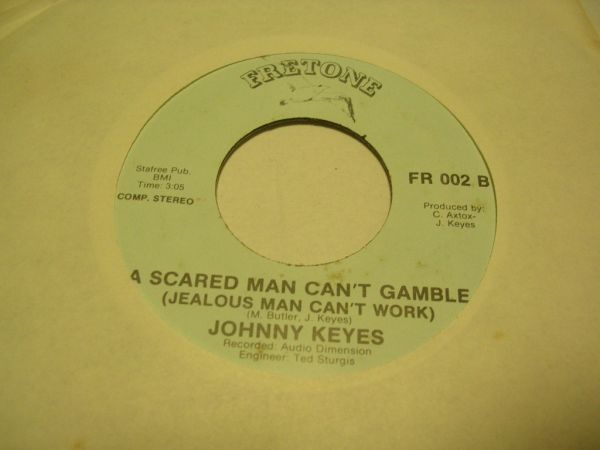 FRETONE
FR 002 B
Stafree Pub.
BMI
Time: 3:05
COMP. STEREO
Produced by:
C. Axtox-
J. Keyes
A SCARED MAN CAN'T GAMBLE
(JEALOUS MAN CAN'T WORK)
(M. Butler, J. Keyes)
JOHNNY KEYES
Recorded: Audio Dimension
Engineer: Ted Sturgis